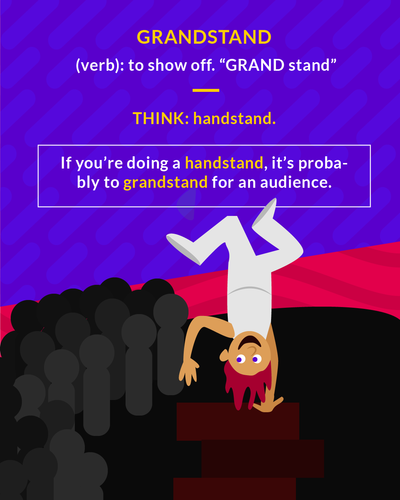 GRANDSTAND
(verb): to show off. “GRAND stand”
THINK: handstand.
If you’re doing a handstand, it’s proba-
bly to grandstand for an audience.